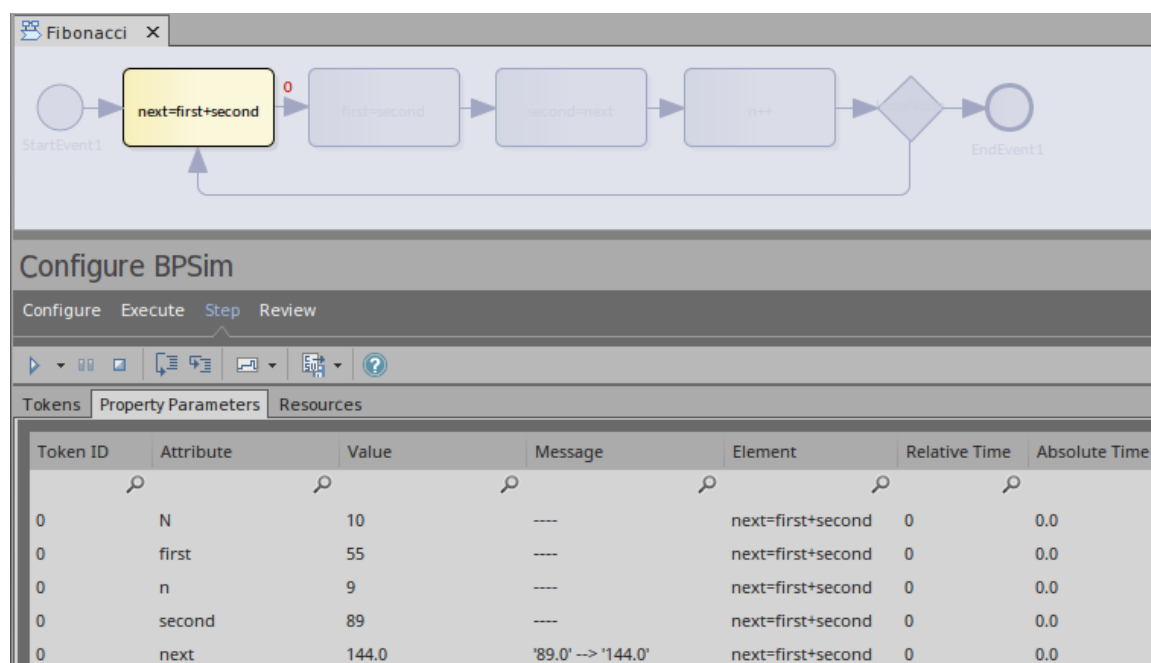 Fibonacci
0
next=first+second
first=second
second=next
n++
StartEvent1
EndEvent1
Configure BPSim
Configure Execute Step Review
Tokens Property Parameters Resources
Token ID Attribute Value Message Element Relative Time Absolute Time
0 N 10 ---- next=first+second 0 0.0
0 first 55 ---- next=first+second 0 0.0
0 n 9 ---- next=first+second 0 0.0
0 second 89 ---- next=first+second 0 0.0
0 next 144.0 '89.0' --> '144.0' next=first+second 0 0.0